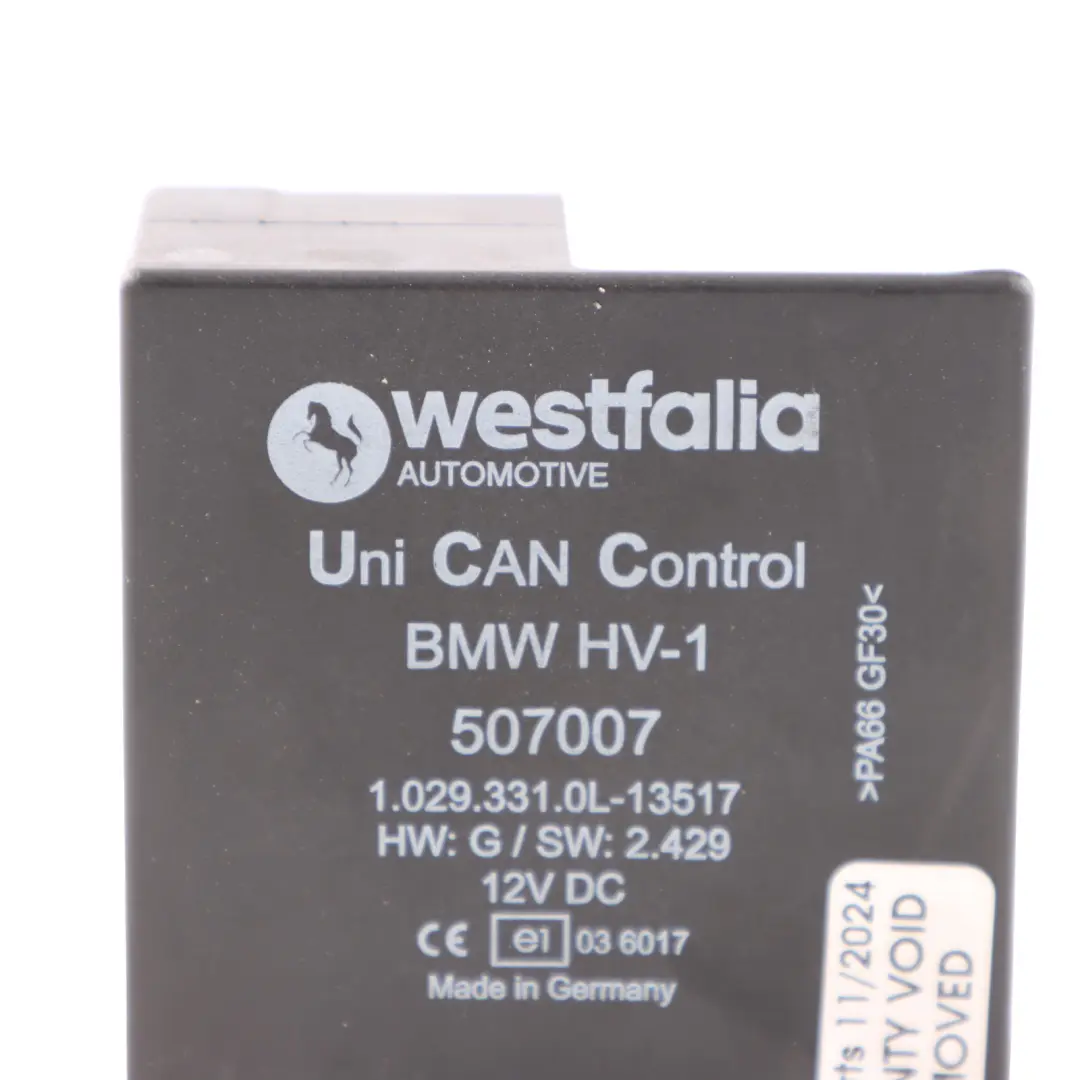 westfalia
AUTOMOTIVE
Uni CAN Control
BMW HV-1
507007
1.029.331.0L-13517
HW: G / SW: 2.429
12V DC
CE e1 03 6017
Made in Germany
>PA66 GF30<
11/2024
VOID